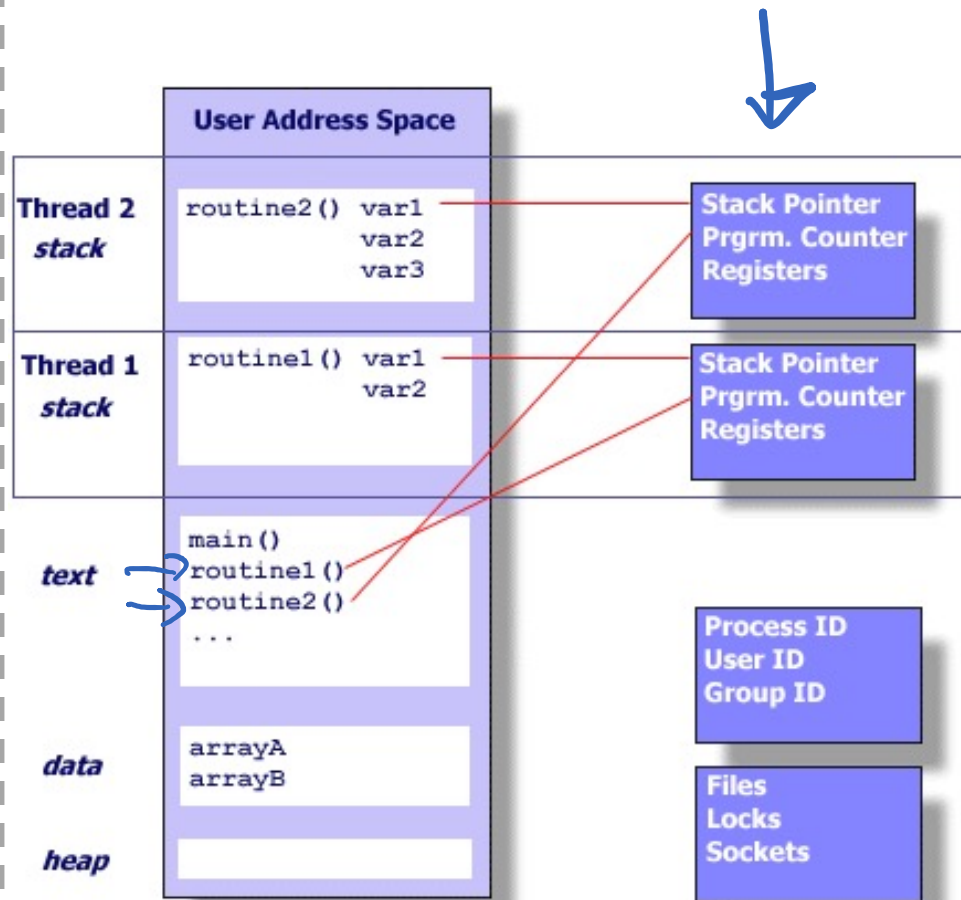 User Address Space
Thread 2
stack
routine2() var1
var2
var3
Stack Pointer
Prgrm. Counter
Registers
Thread 1
stack
routine1() var1
var2
Stack Pointer
Prgrm. Counter
Registers
text
main()
routine1()
routine2()
...
Process ID
User ID
Group ID
data
arrayA
arrayB
Files
Locks
Sockets
heap